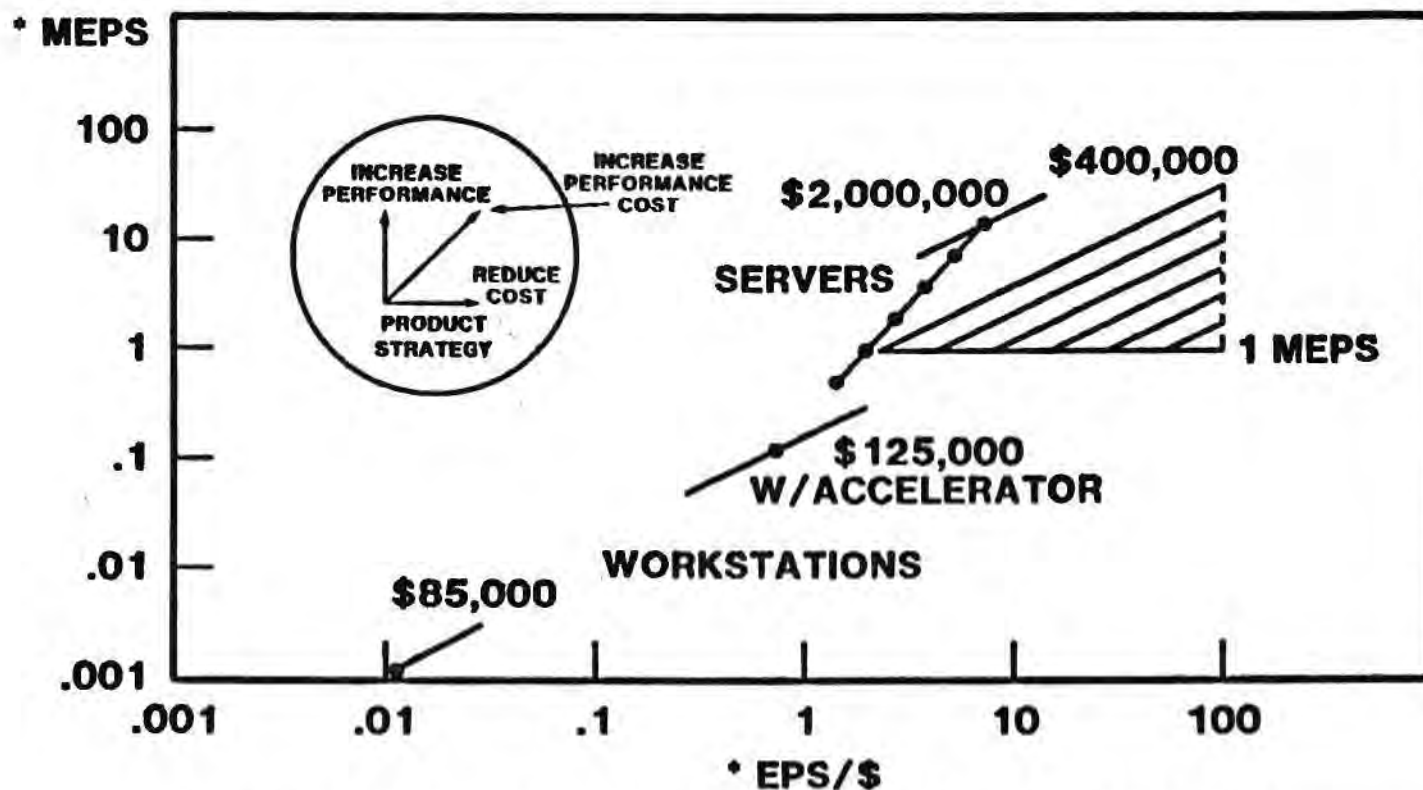 * MEPS
100
10
1
.1
.01
.001
.001
.01
.1
1
10
100
* EPS/$
INCREASE
PERFORMANCE
INCREASE
PERFORMANCE
COST
REDUCE
COST
PRODUCT
STRATEGY
$2,000,000
$400,000
SERVERS
1 MEPS
$125,000
W/ACCELERATOR
WORKSTATIONS
$85,000